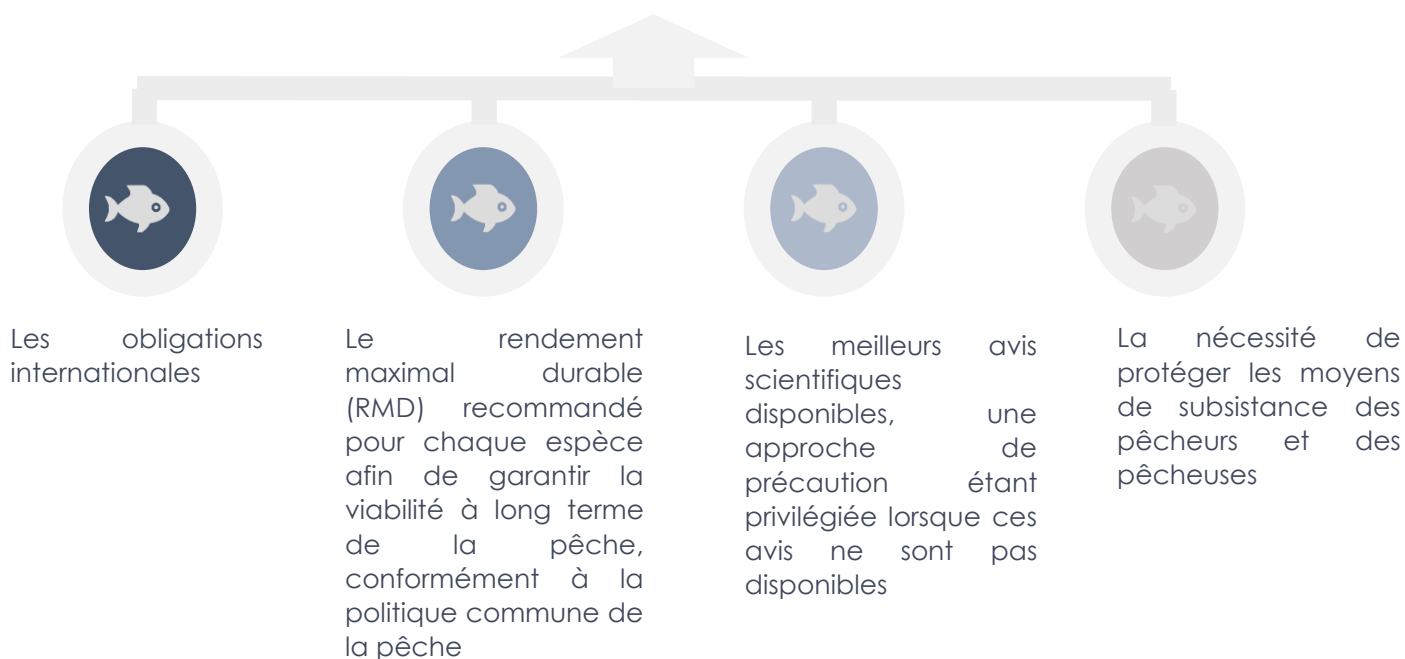 Les obligations
internationales
Le rendement
maximal durable
(RMD) recommandé
pour chaque espèce
afin de garantir la
viabilité à long terme
de la pêche,
conformément à la
politique commune de
la pêche
Les meilleurs avis
scientifiques
disponibles, une
approche de
précaution étant
privilégiée lorsque ces
avis ne sont pas
disponibles
La nécessité de
protéger les moyens
de subsistance des
pêcheurs et des
pêcheuses